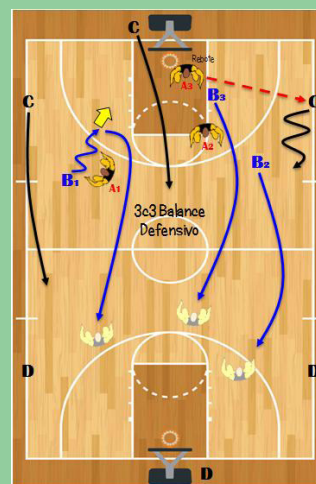 C
Rebote
A3
C
C
B3
A2
B2
B1
A1
3c3 Balance
Defensivo
D
D
D